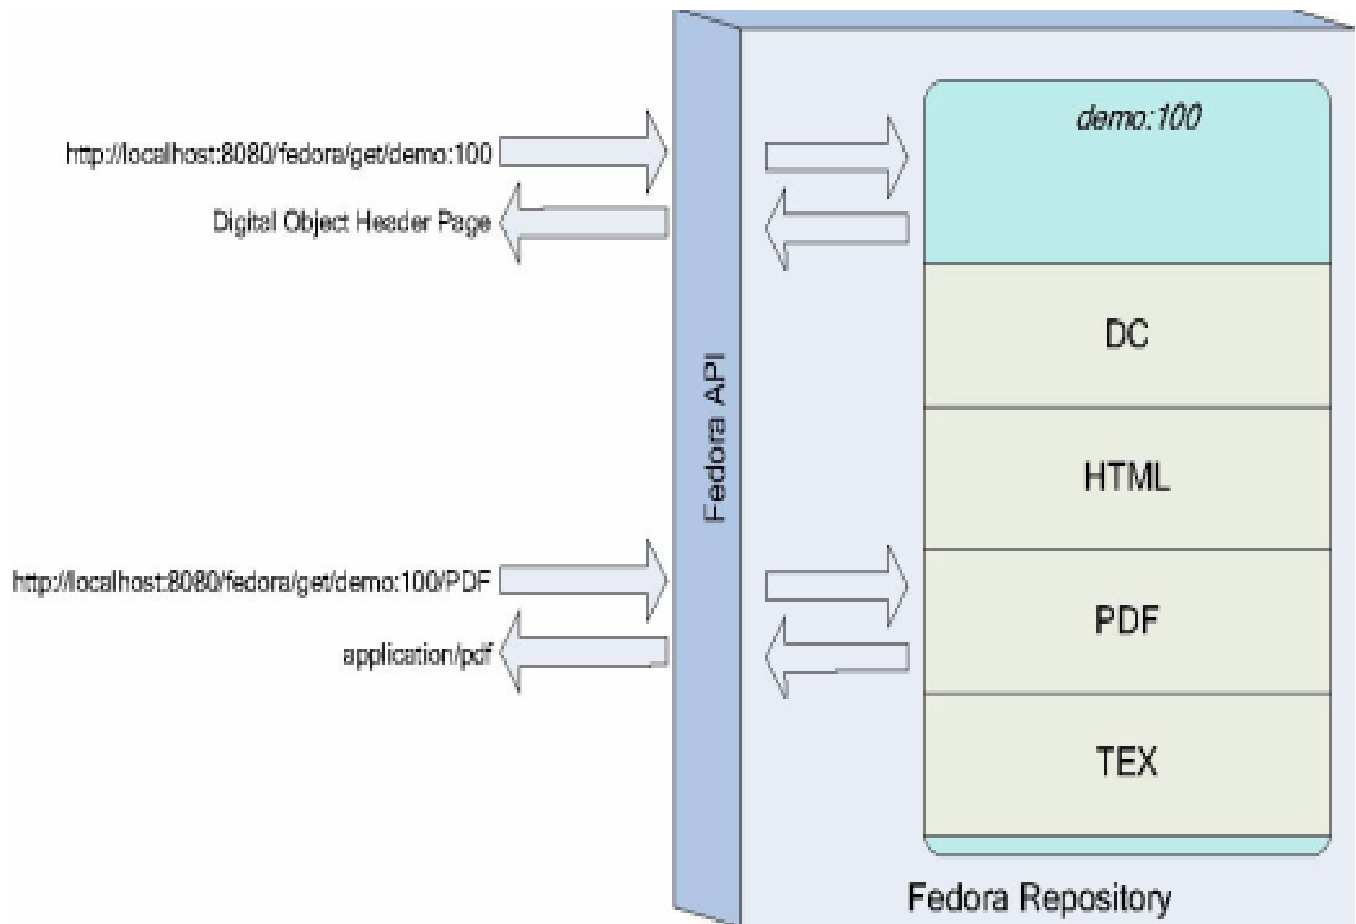 http://localhost:8080/fedora/get/demo:100
Digital Object Header Page
http://localhost:8080/fedora/get/demo:100/PDF
application/pdf
Fedora API
demo:100
DC
HTML
PDF
TEX
Fedora Repository